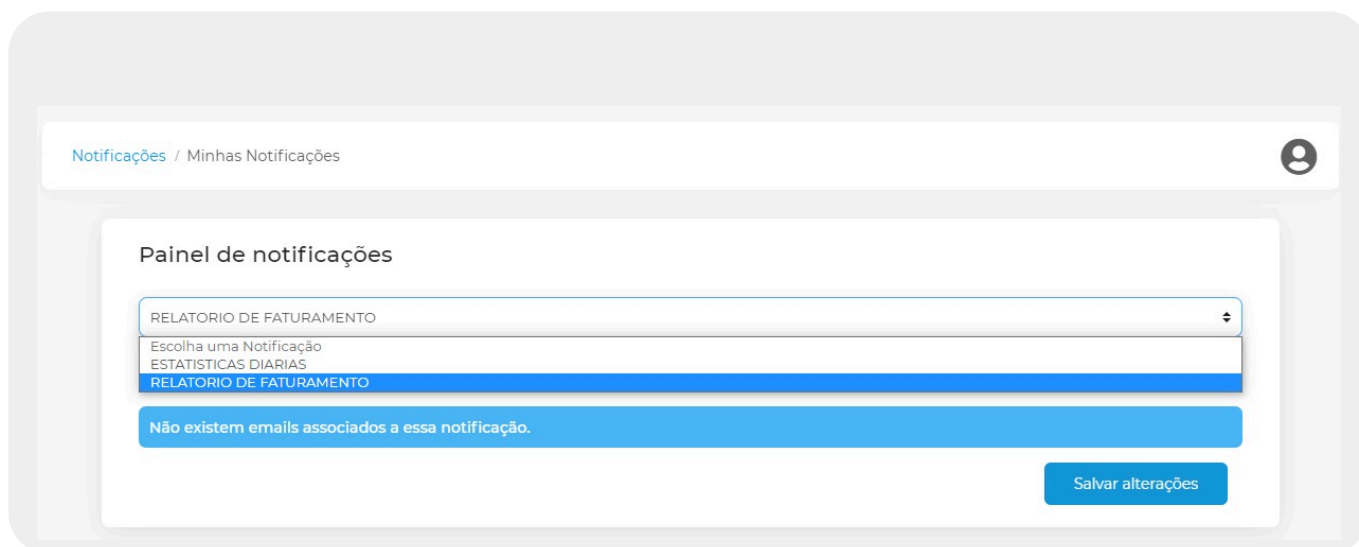 Notificações / Minhas Notificações
Painel de notificações
RELATORIO DE FATURAMENTO
Escolha uma Notificação
ESTATISTICAS DIARIAS
RELATORIO DE FATURAMENTO
Não existem emails associados a essa notificação.
Salvar alterações